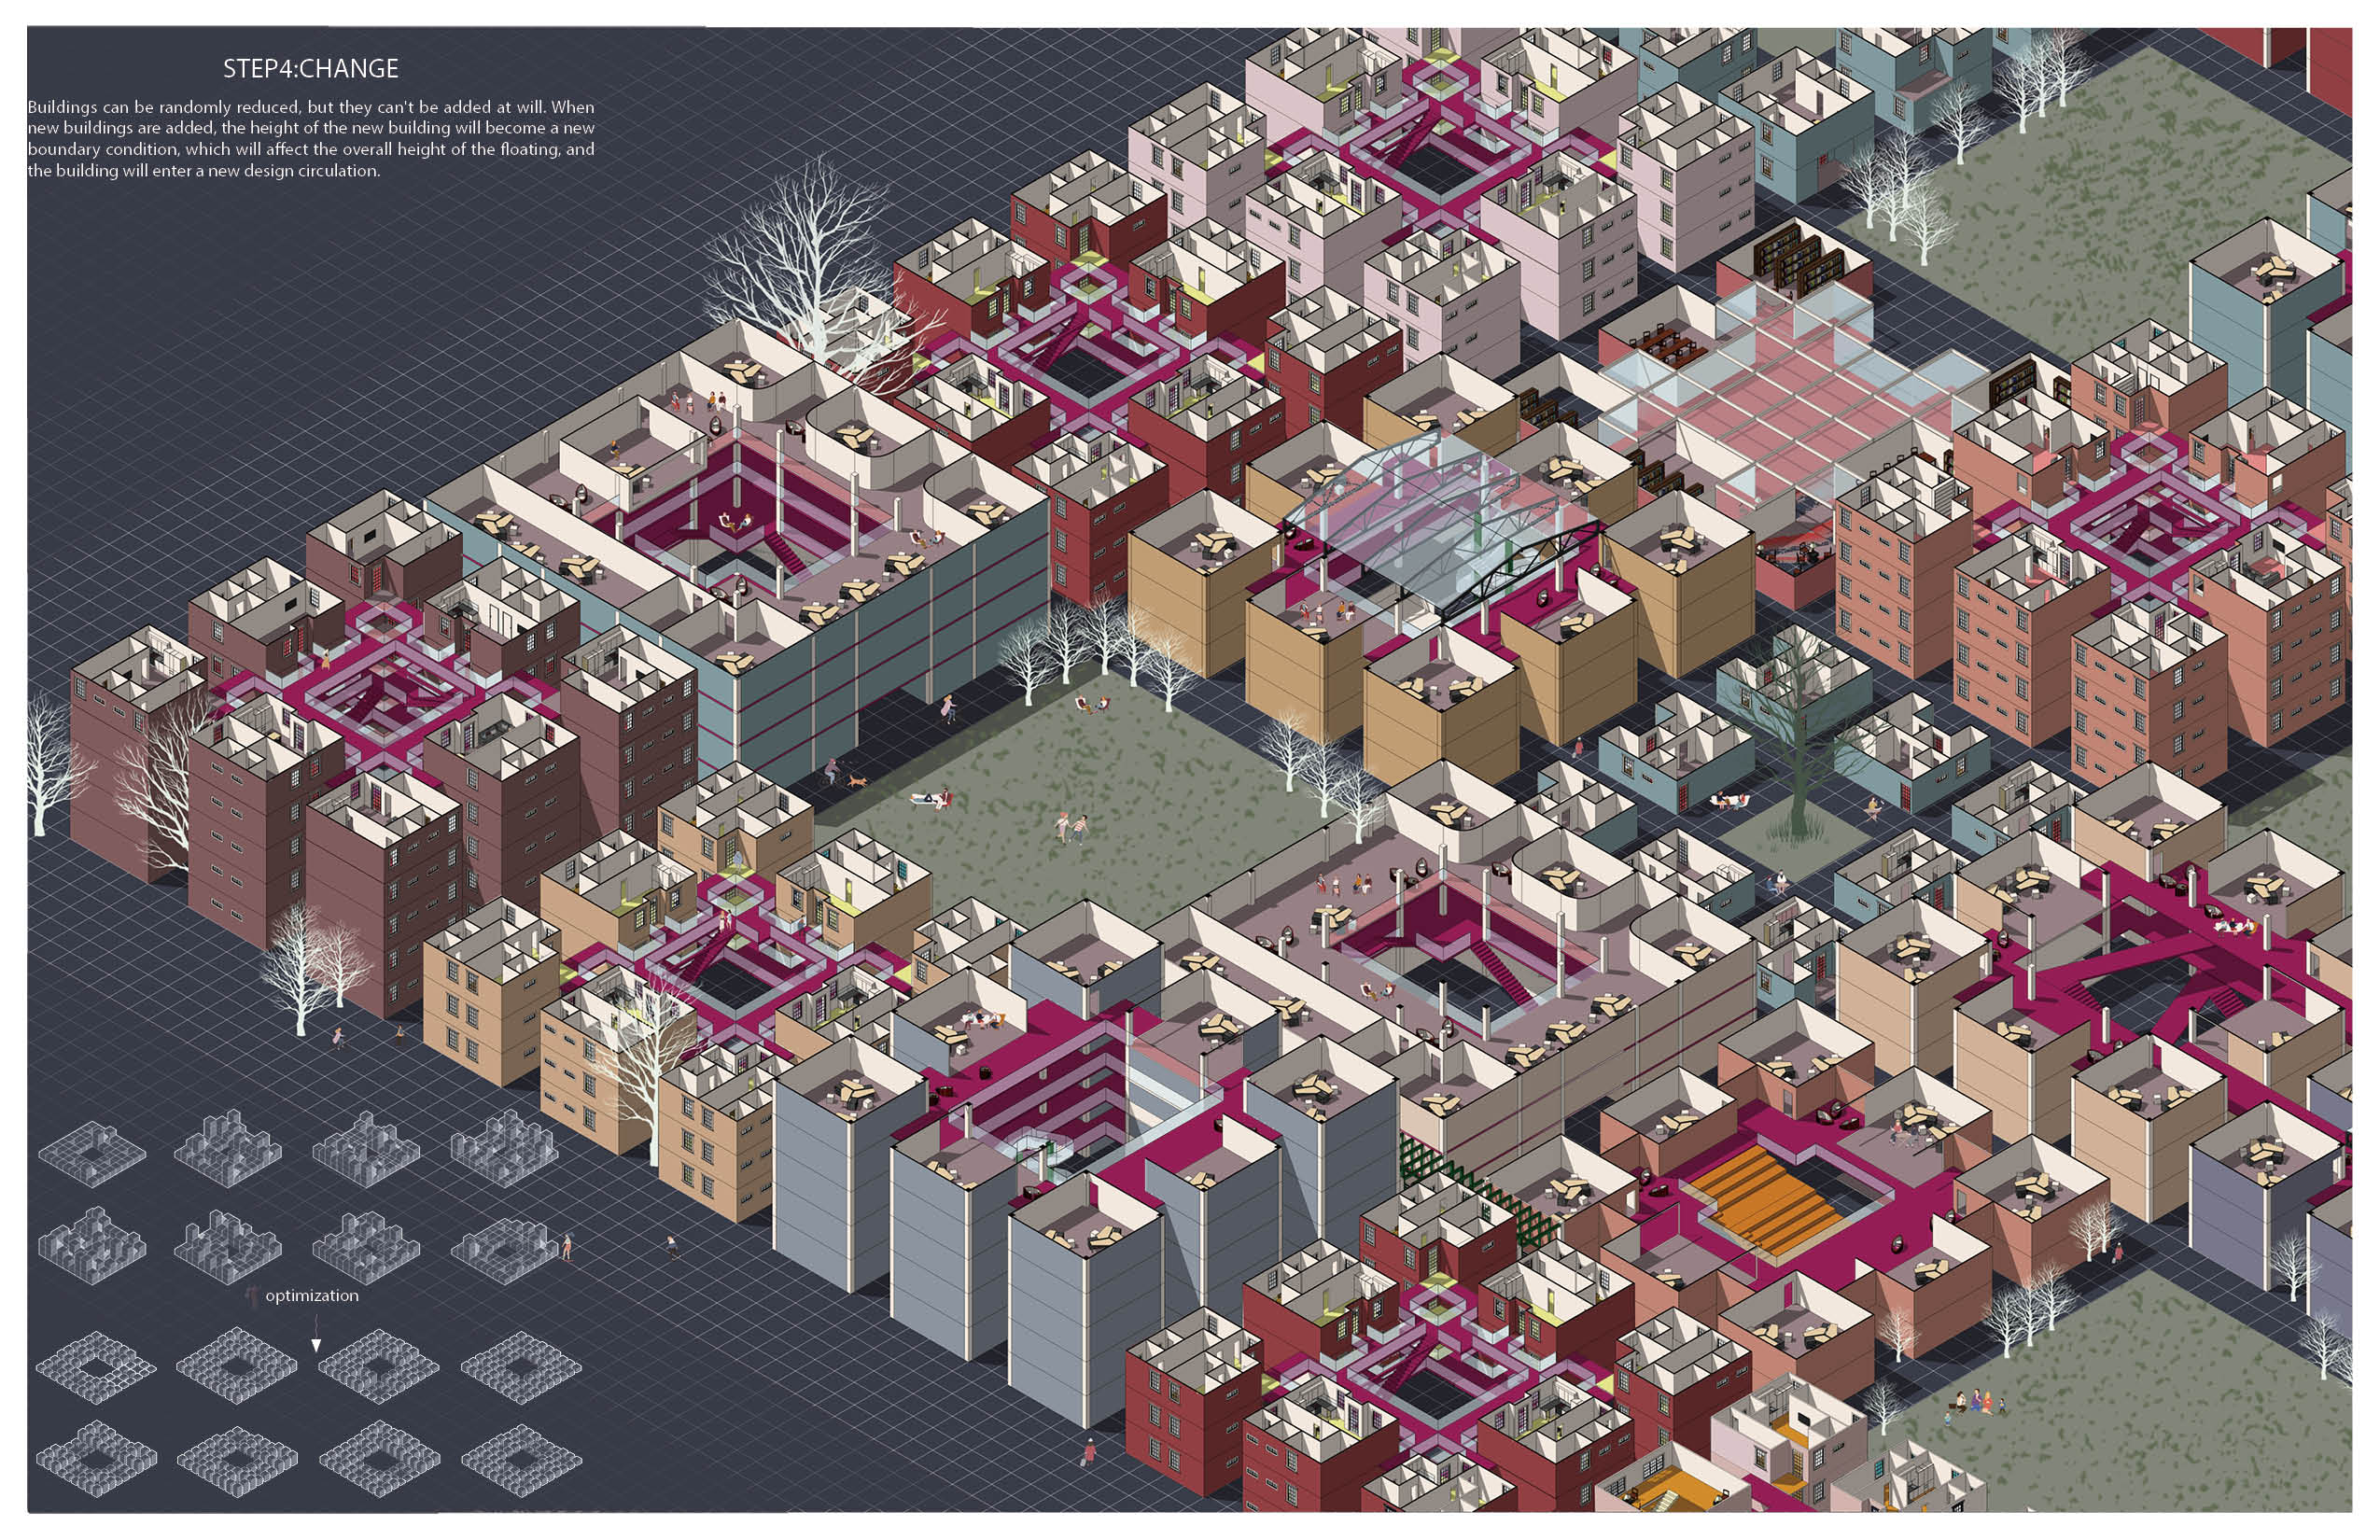 STEP4:CHANGE
Buildings can be randomly reduced, but they can't be added at will. When
new buildings are added, the height of the new building will become a new
boundary condition, which will affect the overall height of the floating, and
the building will enter a new design circulation.
optimization